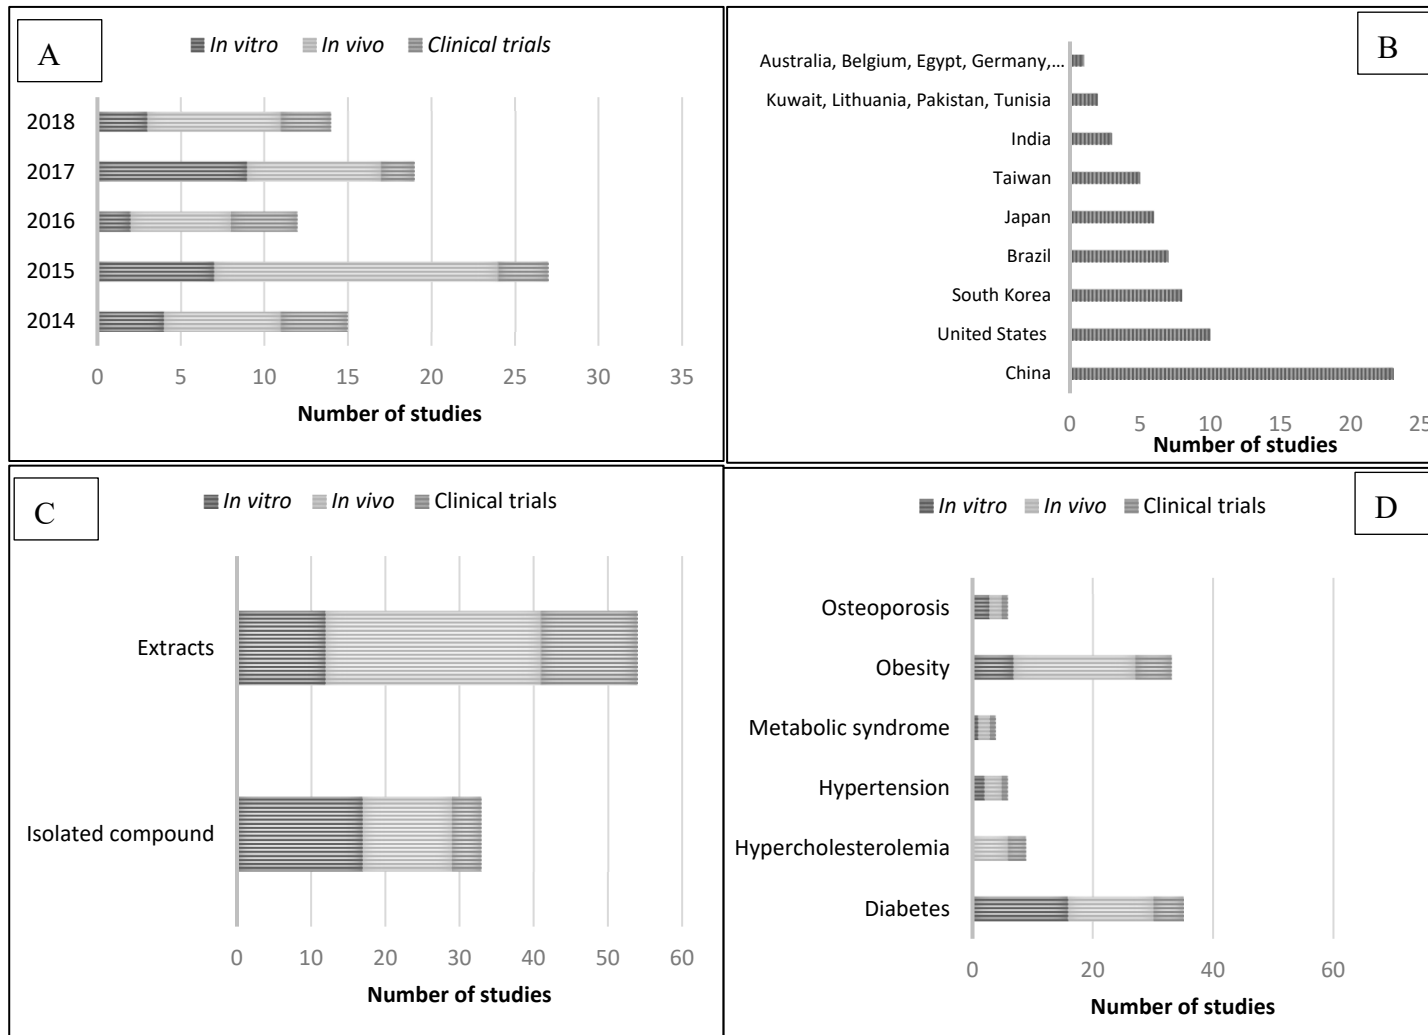 A
In vitro In vivo Clinical trials
2018
2017
2016
2015
2014
0 5 10 15 20 25 30 35
Number of studies
B
Australia, Belgium, Egypt, Germany,...
Kuwait, Lithuania, Pakistan, Tunisia
India
Taiwan
Japan
Brazil
South Korea
United States
China
0 5 10 15 20 25
Number of studies
C
In vitro In vivo Clinical trials
Extracts
Isolated compound
0 10 20 30 40 50 60
Number of studies
D
In vitro In vivo Clinical trials
Osteoporosis
Obesity
Metabolic syndrome
Hypertension
Hypercholesterolemia
Diabetes
0 20 40 60
Number of studies